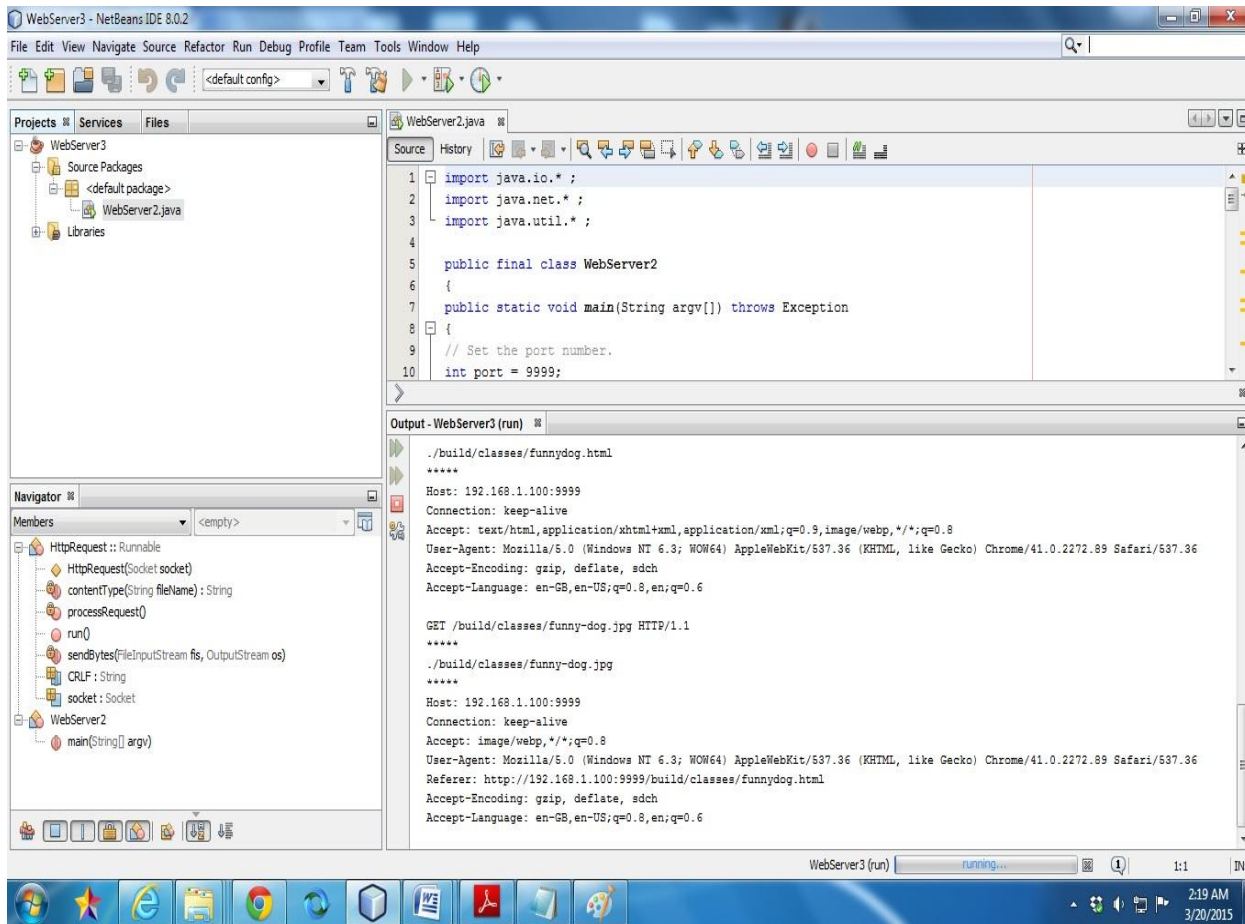 WebServer3 - NetBeans IDE 8.0.2
File Edit View Navigate Source Refactor Run Debug Profile Team Tools Window Help
<default config>
Projects Services Files
WebServer3
Source Packages
<default package>
WebServer2.java
Libraries
Navigator
Members <empty>
HttpRequest :: Runnable
HttpRequest(Socket socket)
contentType(String fileName) : String
processRequest()
run()
sendBytes(FileInputStream fis, OutputStream os)
CRLF : String
socket : Socket
WebServer2
main(String[] argv)
WebServer2.java
Source History
1 import java.io.* ;
2 import java.net.* ;
3 import java.util.* ;
4
5 public final class WebServer2
6 {
7 public static void main(String argv[]) throws Exception
8 {
9 // Set the port number.
10 int port = 9999;
Output - WebServer3 (run)
./build/classes/funnydog.html
*****
Host: 192.168.1.100:9999
Connection: keep-alive
Accept: text/html,application/xhtml+xml,application/xml;q=0.9,image/webp,*/*;q=0.8
User-Agent: Mozilla/5.0 (Windows NT 6.3; WOW64) AppleWebKit/537.36 (KHTML, like Gecko) Chrome/41.0.2272.89 Safari/537.36
Accept-Encoding: gzip, deflate, sdch
Accept-Language: en-GB,en-US;q=0.8,en;q=0.6
GET /build/classes/funny-dog.jpg HTTP/1.1
*****
./build/classes/funny-dog.jpg
*****
Host: 192.168.1.100:9999
Connection: keep-alive
Accept: image/webp,*/*;q=0.8
User-Agent: Mozilla/5.0 (Windows NT 6.3; WOW64) AppleWebKit/537.36 (KHTML, like Gecko) Chrome/41.0.2272.89 Safari/537.36
Referer: http://192.168.1.100:9999/build/classes/funnydog.html
Accept-Encoding: gzip, deflate, sdch
Accept-Language: en-GB,en-US;q=0.8,en;q=0.6
WebServer3 (run) running... 1 1:1 IN
2:19 AM
3/20/2015